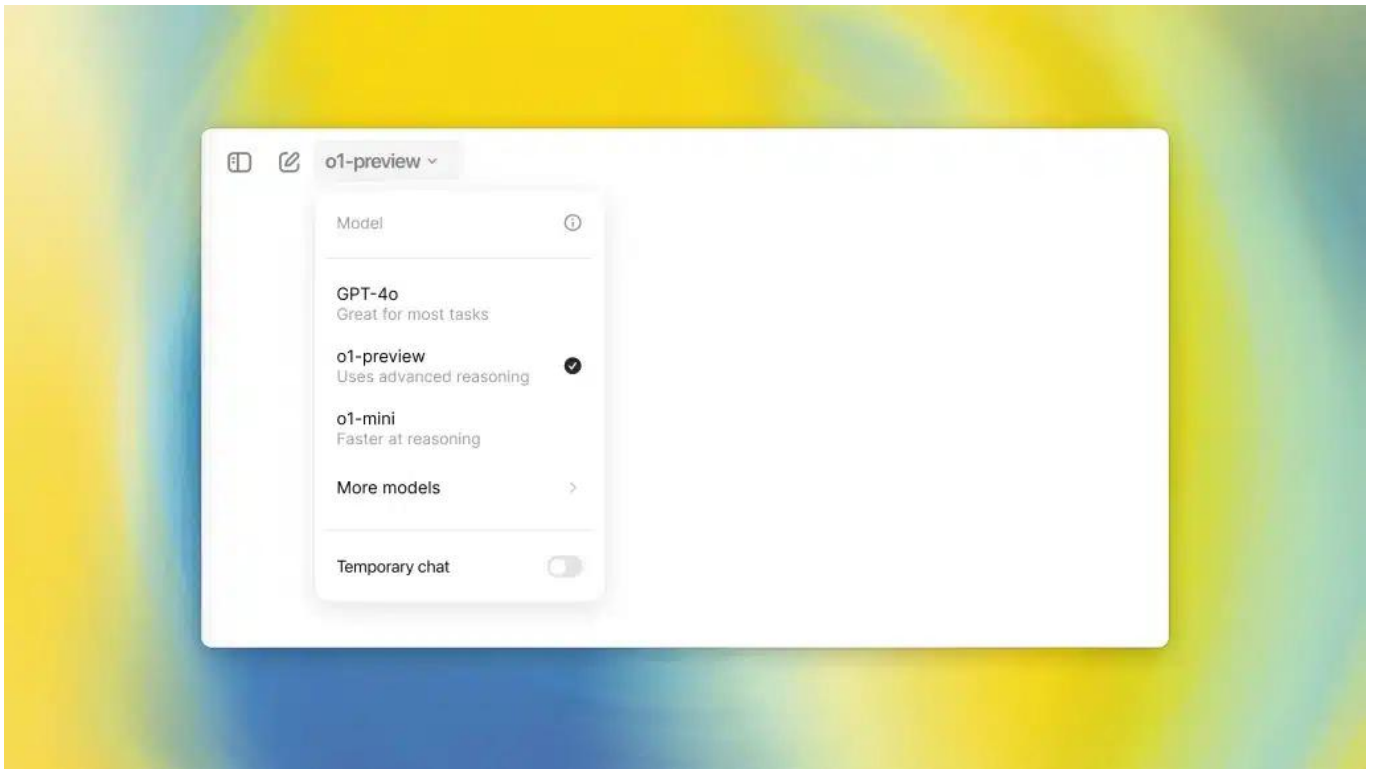 o1-preview
Model
GPT-4o
Great for most tasks
o1-preview
Uses advanced reasoning
o1-mini
Faster at reasoning
More models
Temporary chat